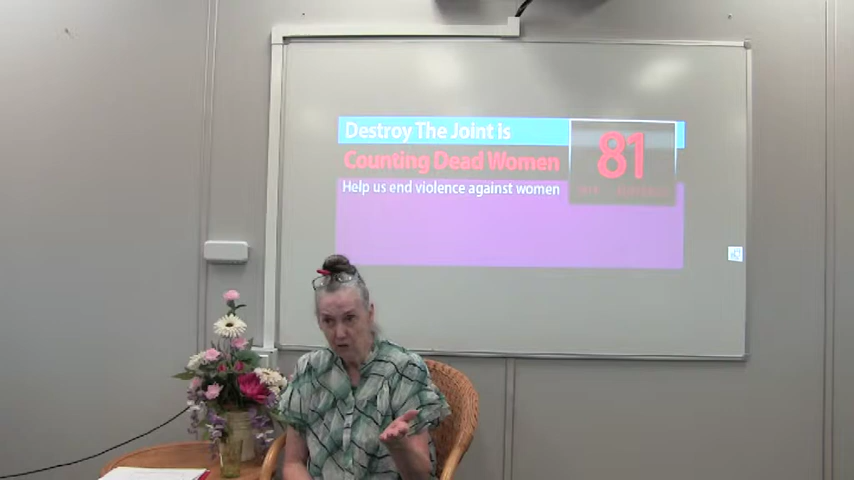 Destroy The Joint is
Counting Dead Women
Help us end violence against women
81